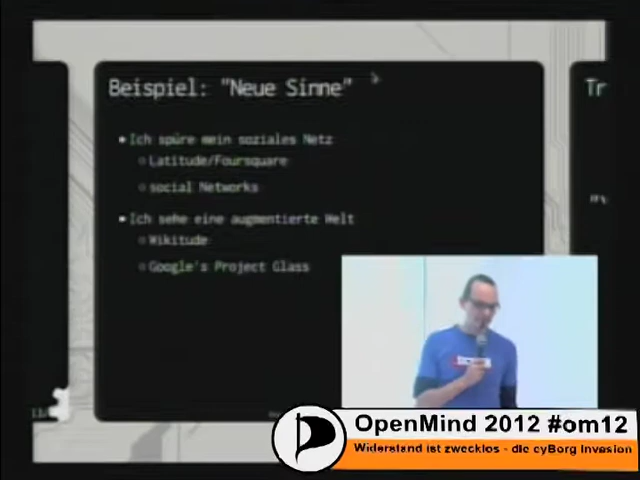 Beispiel: "Neue Sinne"
Ich spüre mein soziales Netz
Latitude/Foursquare
social Networks
Ich sehe eine augmentierte Welt
Wikitude
Google's Project Glass
Tr
OpenMind 2012 #om12
Widerstand ist zwecklos - die cyBorg Invasion